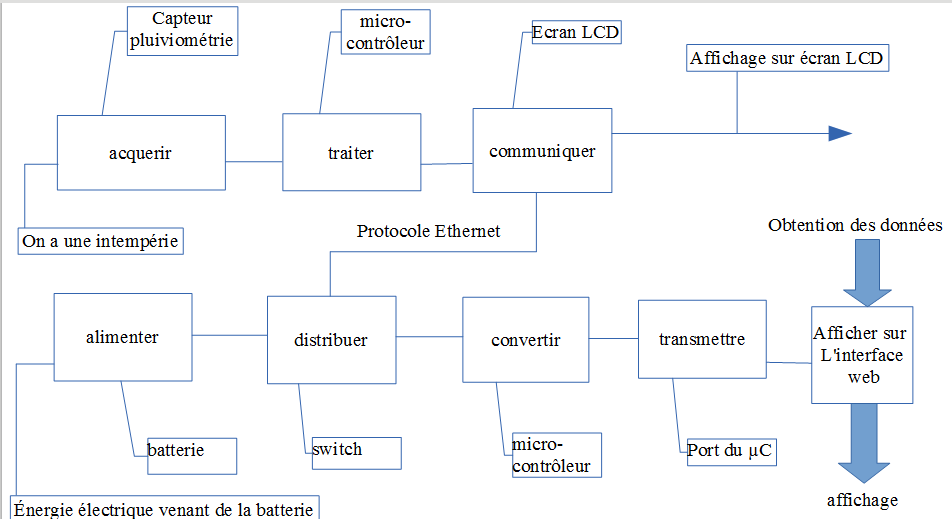 Capteur
pluiviométrie
micro-
contrôleur
Ecran LCD
Affichage sur écran LCD
acquerir
traiter
communiquer
On a une intempérie
Protocole Ethernet
Obtention des données
alimenter
distribuer
convertir
transmettre
Afficher sur
L'interface
web
batterie
switch
micro-
contrôleur
Port du µC
Énergie électrique venant de la batterie
affichage